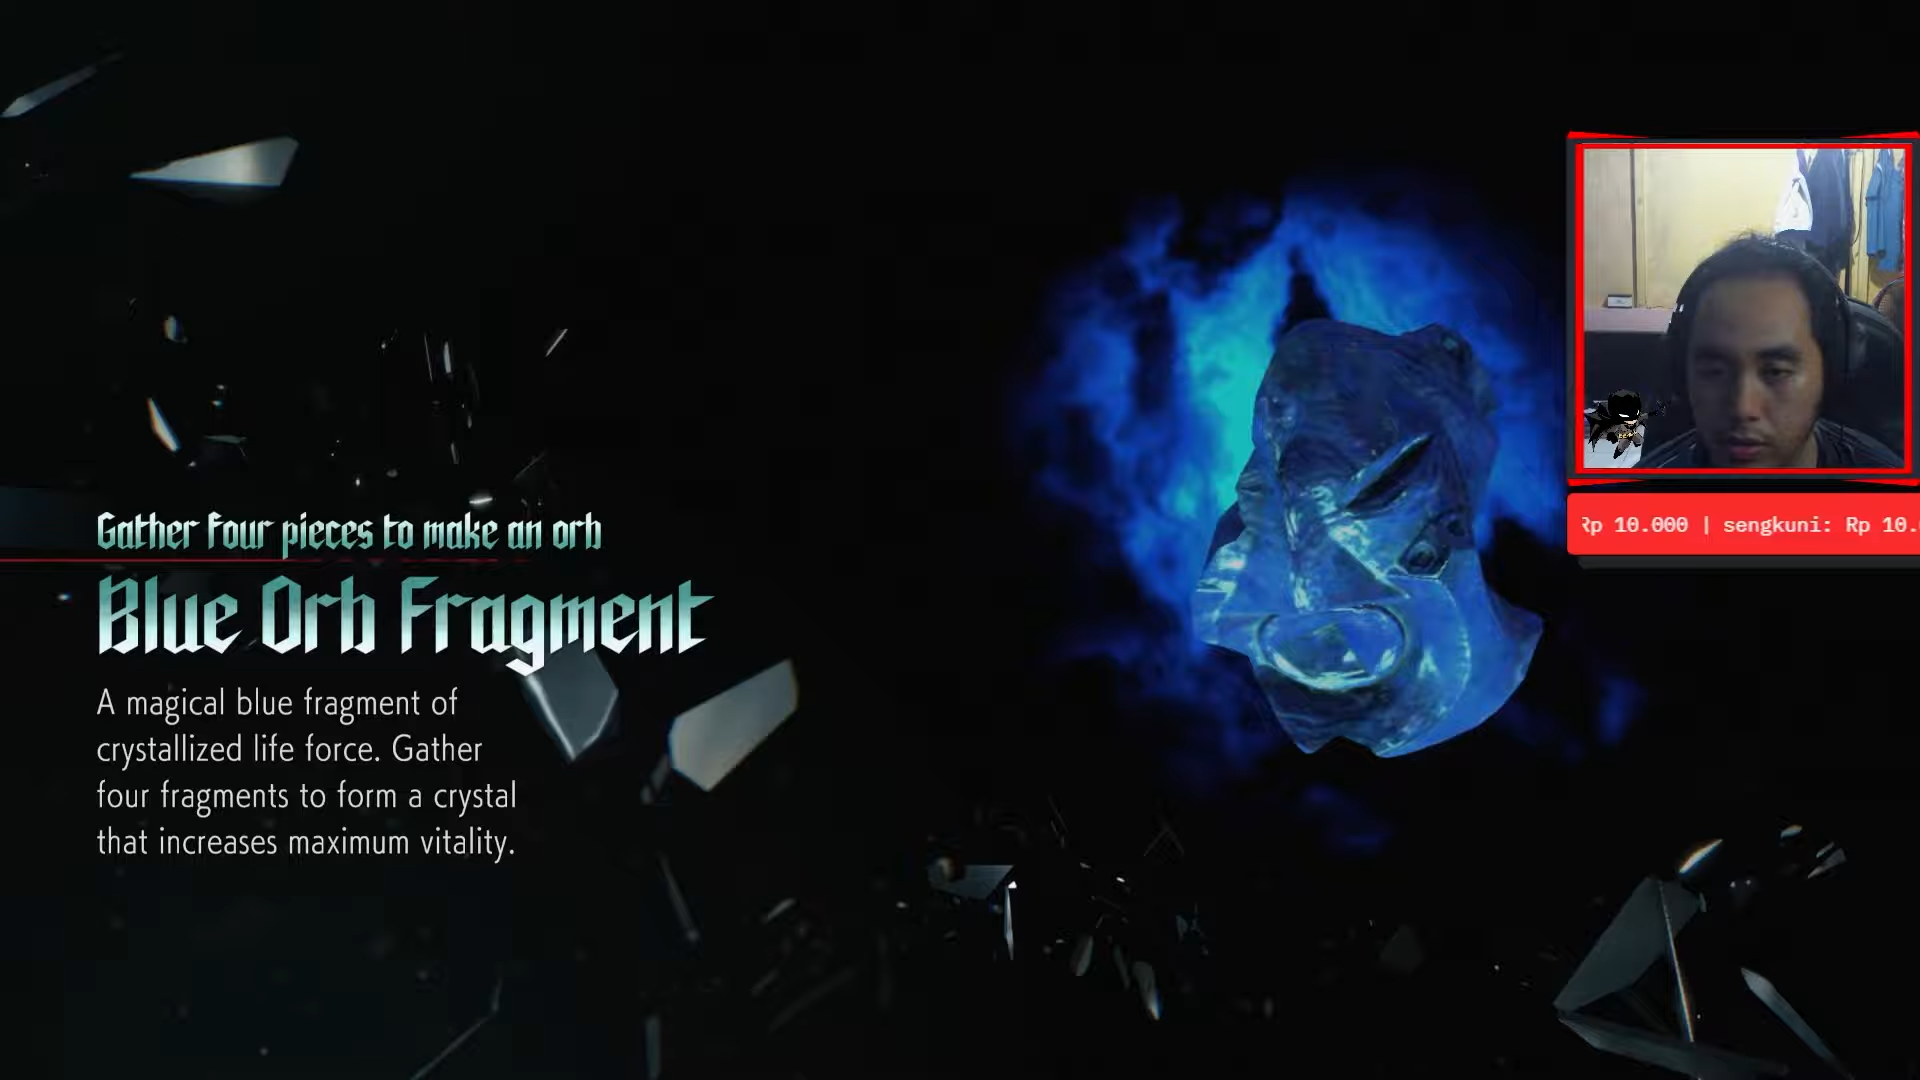 Gather Four pieces to make an orb
Blue Orb Fragment
A magical blue fragment of
crystallized life force. Gather
four fragments to form a crystal
that increases maximum vitality.
Rp 10.000 | sengkuni: Rp 10.